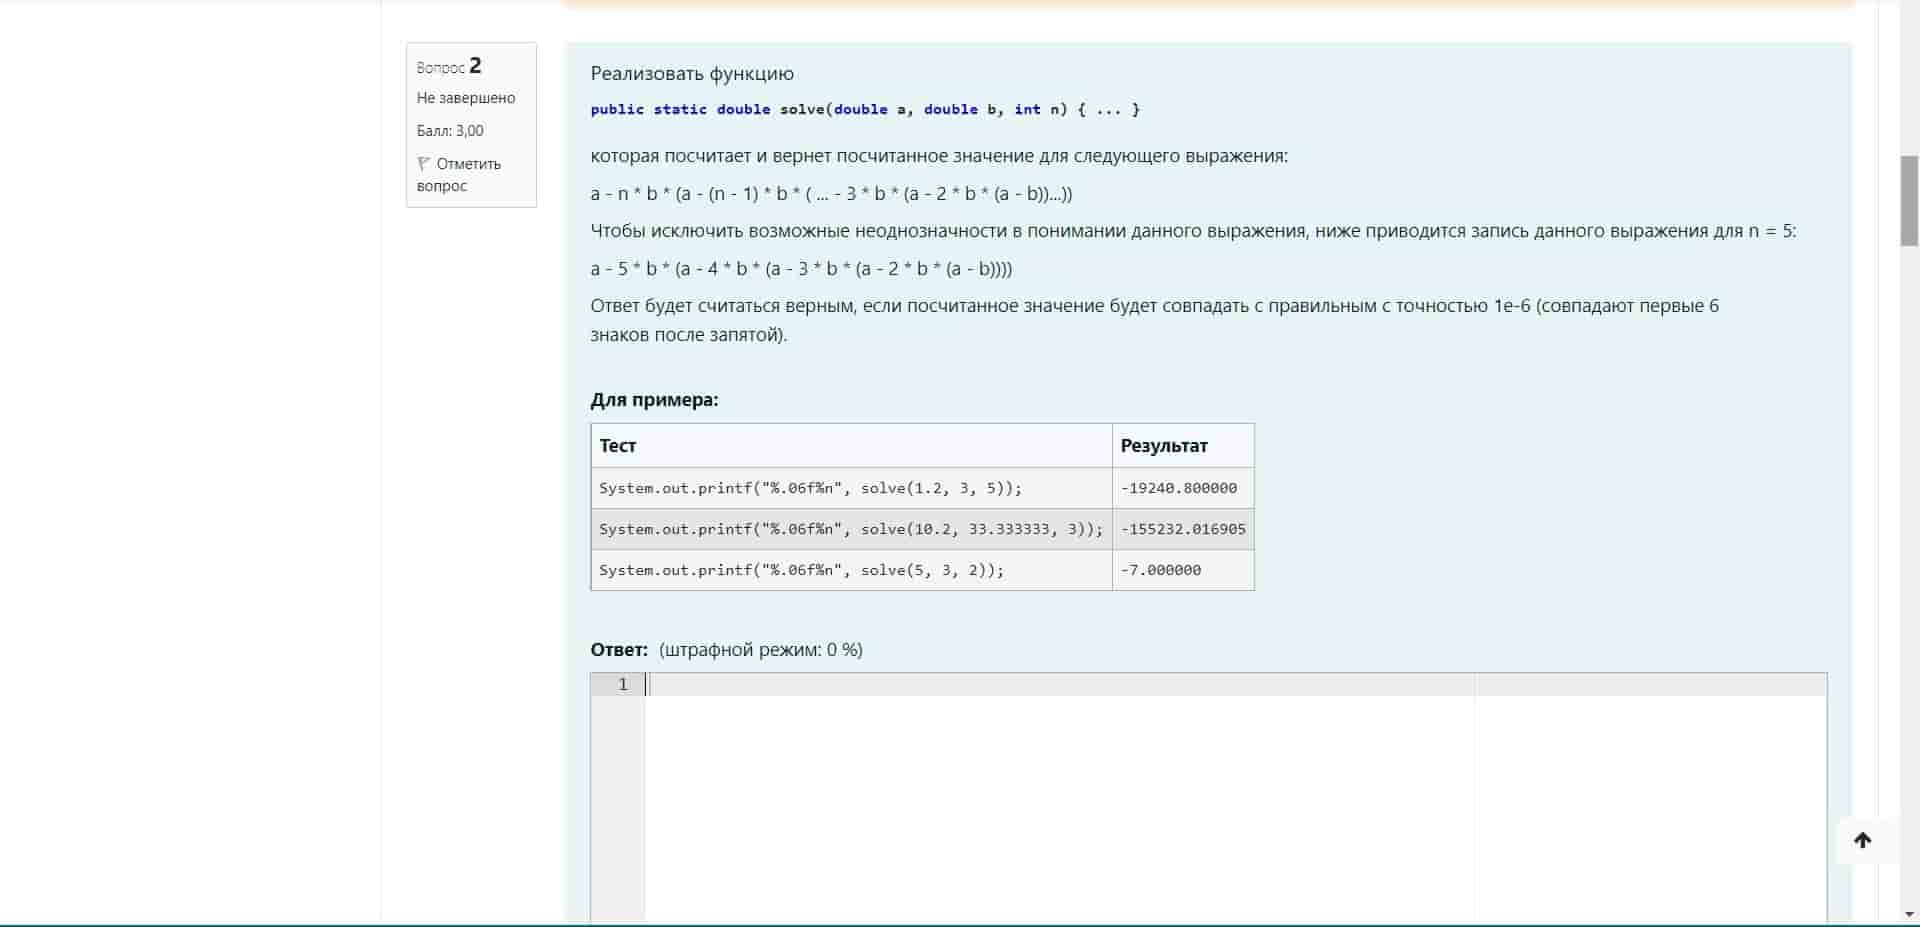 Вопрос 2
Не завершено
Балл: 3,00
Отметить
вопрос
Реализовать функцию
public static double solve(double a, double b, int n) { ... }
которая посчитает и вернет посчитанное значение для следующего выражения:
a - n * b * (a - (n - 1) * b * ( ... - 3 * b * (a - 2 * b * (a - b))...))
Чтобы исключить возможные неоднозначности в понимании данного выражения, ниже приводится запись данного выражения для n = 5:
a - 5 * b * (a - 4 * b * (a - 3 * b * (a - 2 * b * (a - b))))
Ответ будет считаться верным, если посчитанное значение будет совпадать с правильным с точностью 1e-6 (совпадают первые 6
знаков после запятой).
Для примера:
Тест Результат
System.out.printf("%.06f%n", solve(1.2, 3, 5)); -19240.800000
System.out.printf("%.06f%n", solve(10.2, 33.333333, 3)); -155232.016905
System.out.printf("%.06f%n", solve(5, 3, 2)); -7.000000
Ответ: (штрафной режим: 0 %)
1